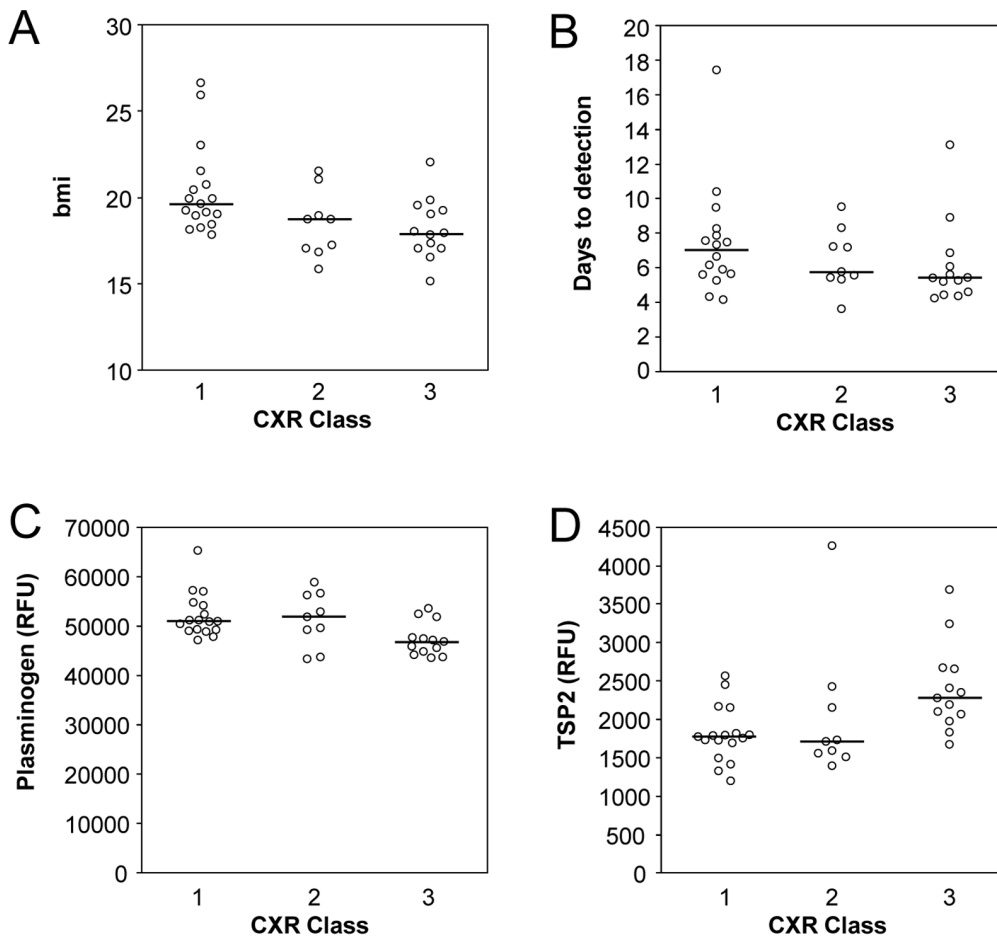 A
30
25
20
15
10
bmi
1 2 3
CXR Class
B
20
18
16
14
12
10
8
6
4
2
0
Days to detection
1 2 3
CXR Class
C
70000
60000
50000
40000
30000
20000
10000
0
Plasminogen (RFU)
1 2 3
CXR Class
D
4500
4000
3500
3000
2500
2000
1500
1000
500
0
TSP2 (RFU)
1 2 3
CXR Class